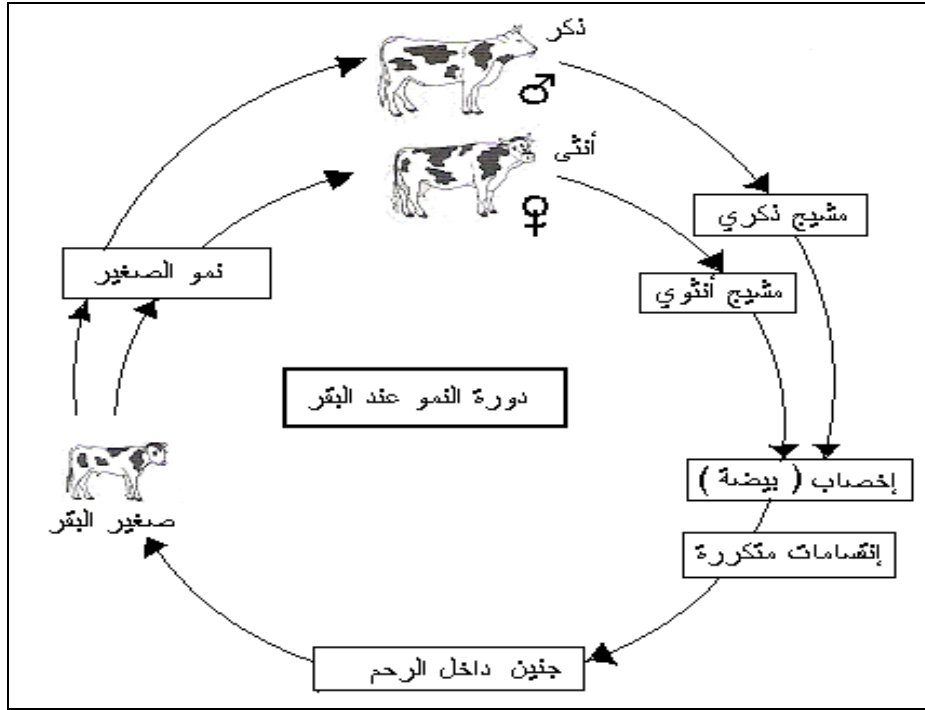 ذكر
♂
أنثى
♀
مشيج ذكري
مشيج أنثوي
نمو الصغير
دورة النمو عند البقر
إخصاب ( بيضة )
صغير البقر
إنقسامات متكررة
جنين داخل الرحم